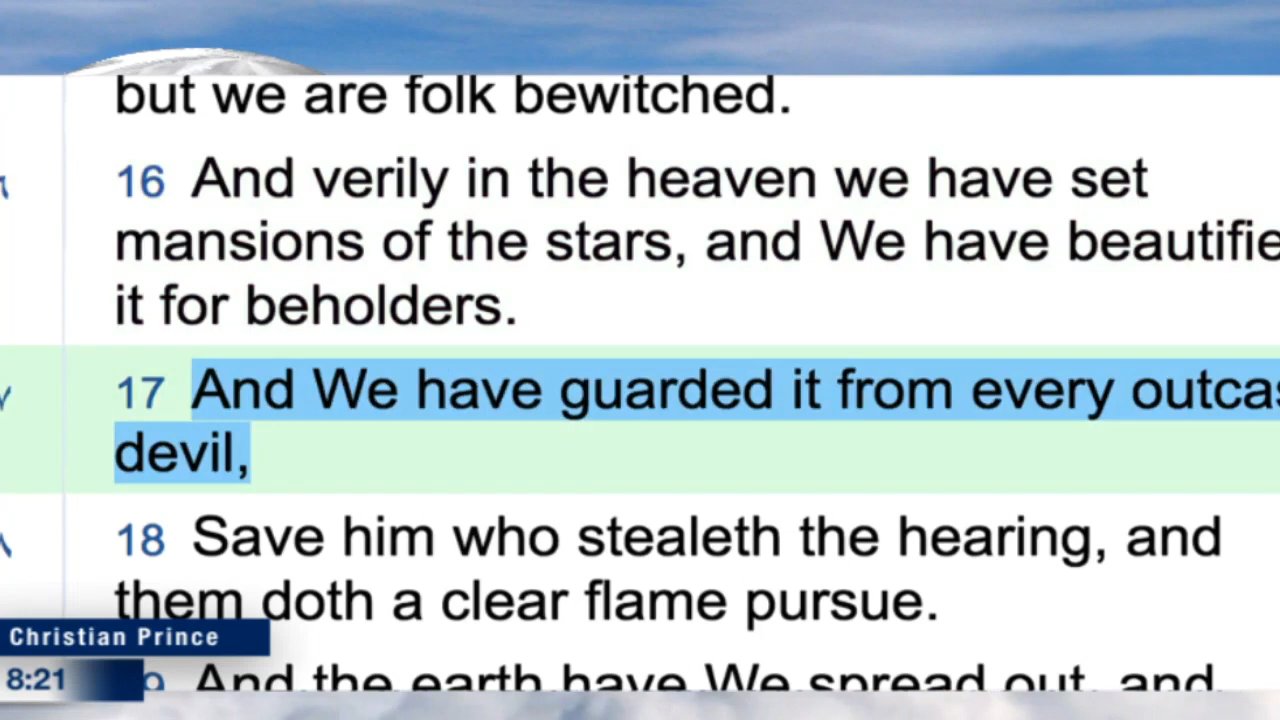 but we are folk bewitched.
16 And verily in the heaven we have set
mansions of the stars, and We have
it for beholders.
17 And We have guarded it from every
devil,
18 Save him who stealeth the hearing, and
them doth a clear flame pursue.
Christian Prince
8:21
And the earth have We spread out, and